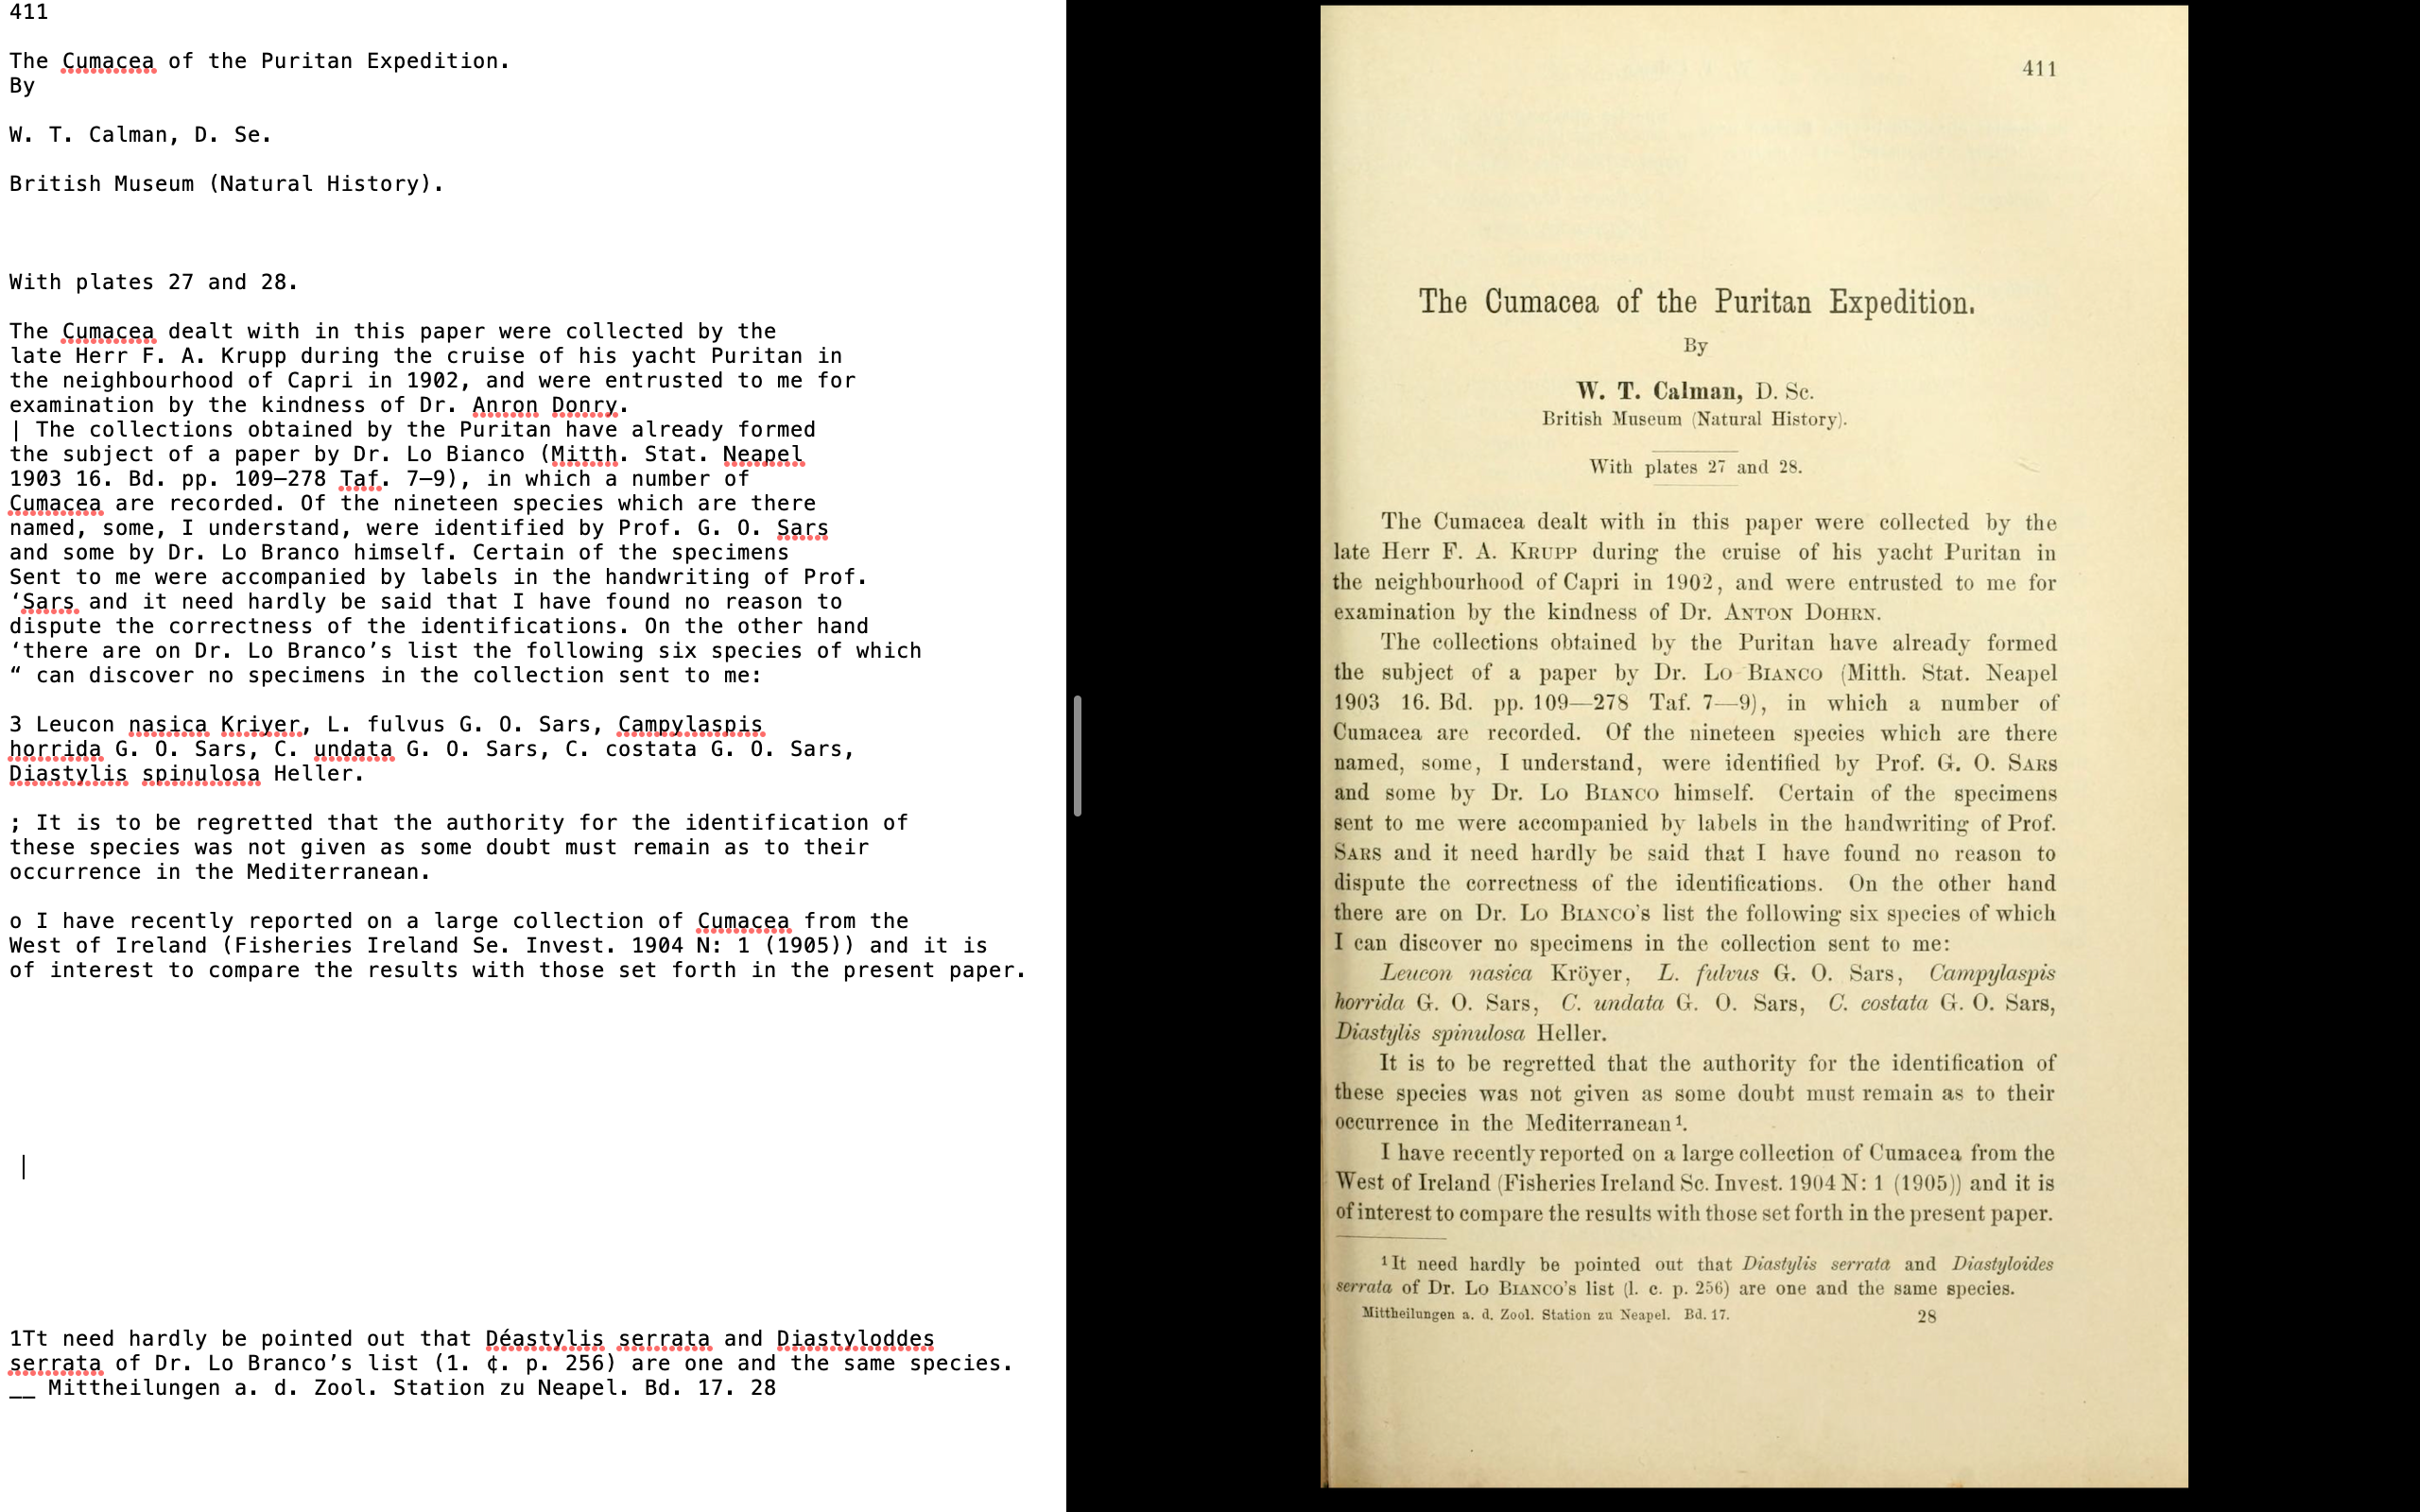 411
The Cumacea of the Puritan Expedition.
By
W. T. Calman, D. Se.
British Museum (Natural History).
With plates 27 and 28.
The Cumacea dealt with in this paper were collected by the
late Herr F. A. Krupp during the cruise of his yacht Puritan in
the neighbourhood of Capri in 1902, and were entrusted to me for
examination by the kindness of Dr. Anron Donry.
| The collections obtained by the Puritan have already formed
the subject of a paper by Dr. Lo Bianco (Mitth. Stat. Neapel
1903 16. Bd. pp. 109—278 Taf. 7—9), in which a number of
Cumacea are recorded. Of the nineteen species which are there
named, some, I understand, were identified by Prof. G. O. Sars
and some by Dr. Lo Branco himself. Certain of the specimens
Sent to me were accompanied by labels in the handwriting of Prof.
‘Sars and it need hardly be said that I have found no reason to
dispute the correctness of the identifications. On the other hand
‘there are on Dr. Lo Branco’s list the following six species of which
“ can discover no specimens in the collection sent to me:
3 Leucon nasica Kriyer, L. fulvus G. O. Sars, Campylaspis
horrida G. O. Sars, C. undata G. O. Sars, C. costata G. O. Sars,
Diastylis spinulosa Heller.
; It is to be regretted that the authority for the identification of
these species was not given as some doubt must remain as to their
occurrence in the Mediterranean.
o I have recently reported on a large collection of Cumacea from the
West of Ireland (Fisheries Ireland Se. Invest. 1904 N: 1 (1905)) and it is
of interest to compare the results with those set forth in the present paper.
|
1Tt need hardly be pointed out that Déastylis serrata and Diastyloddes
serrata of Dr. Lo Branco’s list (1. ¢. p. 256) are one and the same species.
__ Mittheilungen a. d. Zool. Station zu Neapel. Bd. 17. 28
411
The Cumacea of the Puritan Expedition.
By
W. T. Calman, D. Sc.
British Museum (Natural History).
With plates 27 and 28.
The Cumacea dealt with in this paper were collected by the
late Herr F. A. KRUPP during the cruise of his yacht Puritan in
the neighbourhood of Capri in 1902, and were entrusted to me for
examination by the kindness of Dr. ANTON DOHRN.
The collections obtained by the Puritan have already formed
the subject of a paper by Dr. LO BIANCO (Mitth. Stat. Neapel
1903 16. Bd. pp. 109—278 Taf. 7—9), in which a number of
Cumacea are recorded. Of the nineteen species which are there
named, some, I understand, were identified by Prof. G. O. SARS
and some by Dr. LO BIANCO himself. Certain of the specimens
sent to me were accompanied by labels in the handwriting of Prof.
SARS and it need hardly be said that I have found no reason to
dispute the correctness of the identifications. On the other hand
there are on Dr. LO BIANCO's list the following six species of which
I can discover no specimens in the collection sent to me:
Leucon nasica Kröyer, L. fulvus G. O. Sars, Campylaspis
horrida G. O. Sars, C. undata G. O. Sars, C. costata G. O. Sars,
Diastylis spinulosa Heller.
It is to be regretted that the authority for the identification of
these species was not given as some doubt must remain as to their
occurrence in the Mediterranean¹.
I have recently reported on a large collection of Cumacea from the
West of Ireland (Fisheries Ireland Sc. Invest. 1904 N: 1 (1905)) and it is
of interest to compare the results with those set forth in the present paper.
¹ It need hardly be pointed out that Diastylis serrata and Diastyloides
serrata of Dr. LO BIANCO's list (l. c. p. 256) are one and the same species.
Mittheilungen a. d. Zool. Station zu Neapel. Bd. 17. 28